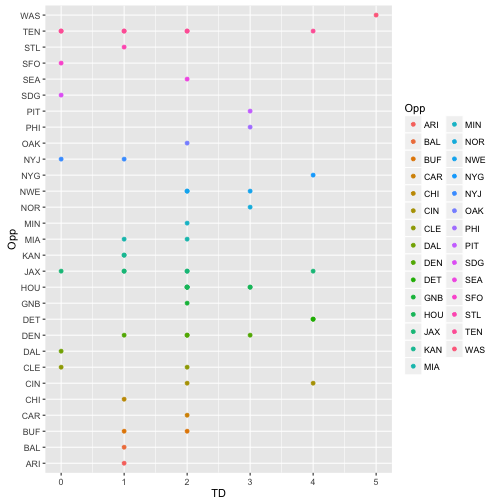 WAS
TEN
STL
SFO
SEA
SDG
PIT
PHI
OAK
NYJ
NYG
NWE
NOR
MIN
MIA
KAN
JAX
HOU
GNB
DET
DEN
DAL
CLE
CIN
CHI
CAR
BUF
BAL
ARI
Opp
0 1 2 3 4 5
TD
Opp
ARI MIN
BAL NOR
BUF NWE
CAR NYG
CHI NYJ
CIN OAK
CLE PHI
DAL PIT
DEN SDG
DET SEA
GNB SFO
HOU STL
JAX TEN
KAN WAS
MIA